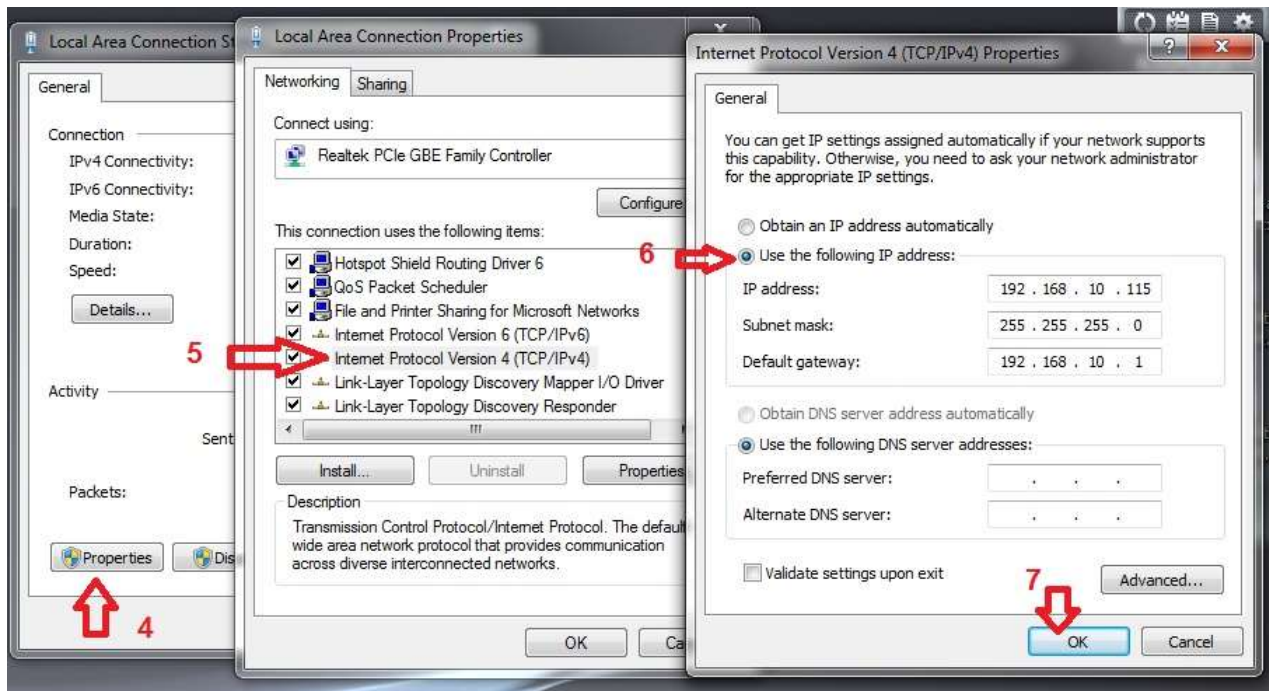 Local Area Connection St
General
Connection
IPv4 Connectivity:
IPv6 Connectivity:
Media State:
Duration:
Speed:
Details...
Activity
Sent
Packets:
Properties
Dis
4
Local Area Connection Properties
Networking
Sharing
Connect using:
Realtek PCIe GBE Family Controller
Configure
This connection uses the following items:
Hotspot Shield Routing Driver 6
QoS Packet Scheduler
File and Printer Sharing for Microsoft Networks
Internet Protocol Version 6 (TCP/IPv6)
5
Internet Protocol Version 4 (TCP/IPv4)
Link-Layer Topology Discovery Mapper I/O Driver
Link-Layer Topology Discovery Responder
Install...
Uninstall
Properties
Description
Transmission Control Protocol/Internet Protocol. The default
wide area network protocol that provides communication
across diverse interconnected networks.
OK
Ca
Internet Protocol Version 4 (TCP/IPv4) Properties
General
You can get IP settings assigned automatically if your network supports
this capability. Otherwise, you need to ask your network administrator
for the appropriate IP settings.
Obtain an IP address automatically
6
Use the following IP address:
IP address: 192 . 168 . 10 . 115
Subnet mask: 255 . 255 . 255 . 0
Default gateway: 192 . 168 . 10 . 1
Obtain DNS server address automatically
Use the following DNS server addresses:
Preferred DNS server: . . .
Alternate DNS server: . . .
Validate settings upon exit
7
Advanced...
OK
Cancel